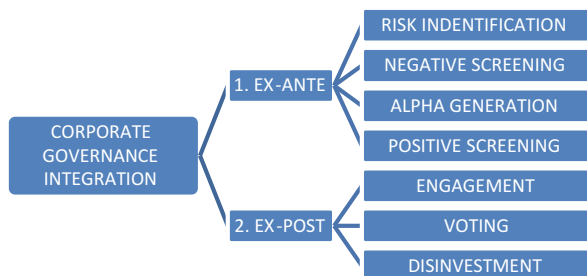 CORPORATE
GOVERNANCE
INTEGRATION
1. EX-ANTE
RISK INDENTIFICATION
NEGATIVE SCREENING
ALPHA GENERATION
POSITIVE SCREENING
2. EX-POST
ENGAGEMENT
VOTING
DISINVESTMENT